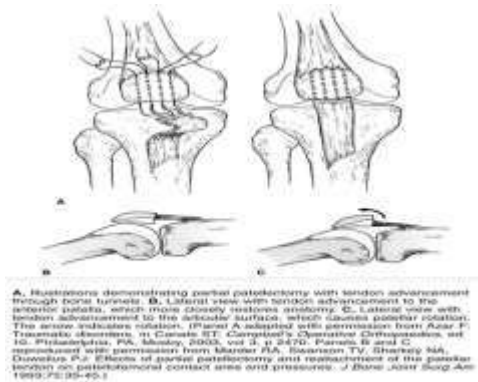 A
B
C
A, Illustrations demonstrating partial patellectomy with tendon advancement
through bone tunnels. B, Lateral view with tendon advancement to the
anterior patella, which more closely restores anatomy. C, Lateral view with
tendon advancement to the articular surface, which causes patellar rotation.
The arrow indicates rotation. (Panel A adapted with permission from Azar F:
Traumatic disorders, in Canale ST: Campbell's Operative Orthopaedics, ed
10. Philadelphia, PA, Mosby, 2003, vol 3, p 2470. Panels B and C
reproduced with permission from Marder RA, Swanson TV, Sharkey NA,
Duwelius PJ: Effects of partial patellectomy and reattachment of the patellar
tendon on patellofemoral contact areas and pressures. J Bone Joint Surg Am
1993;75:35-45.)